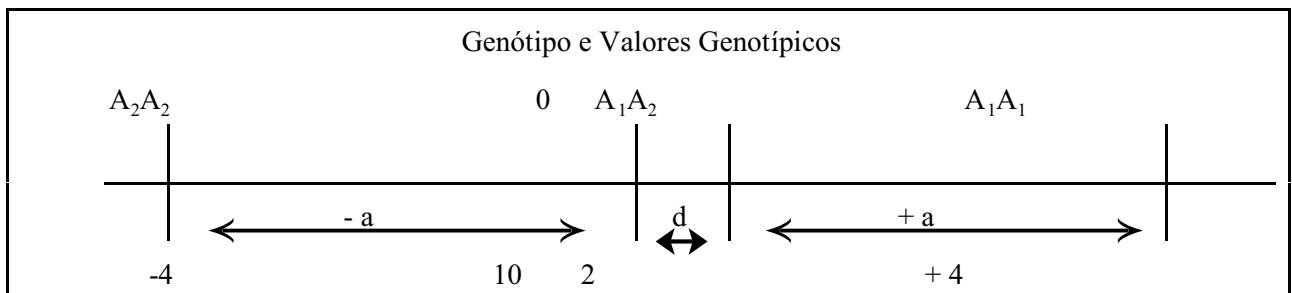 Genótipo e Valores Genotípicos
A₂A₂ 0 A₁A₂ A₁A₁
- a d + a
-4 10 2 + 4